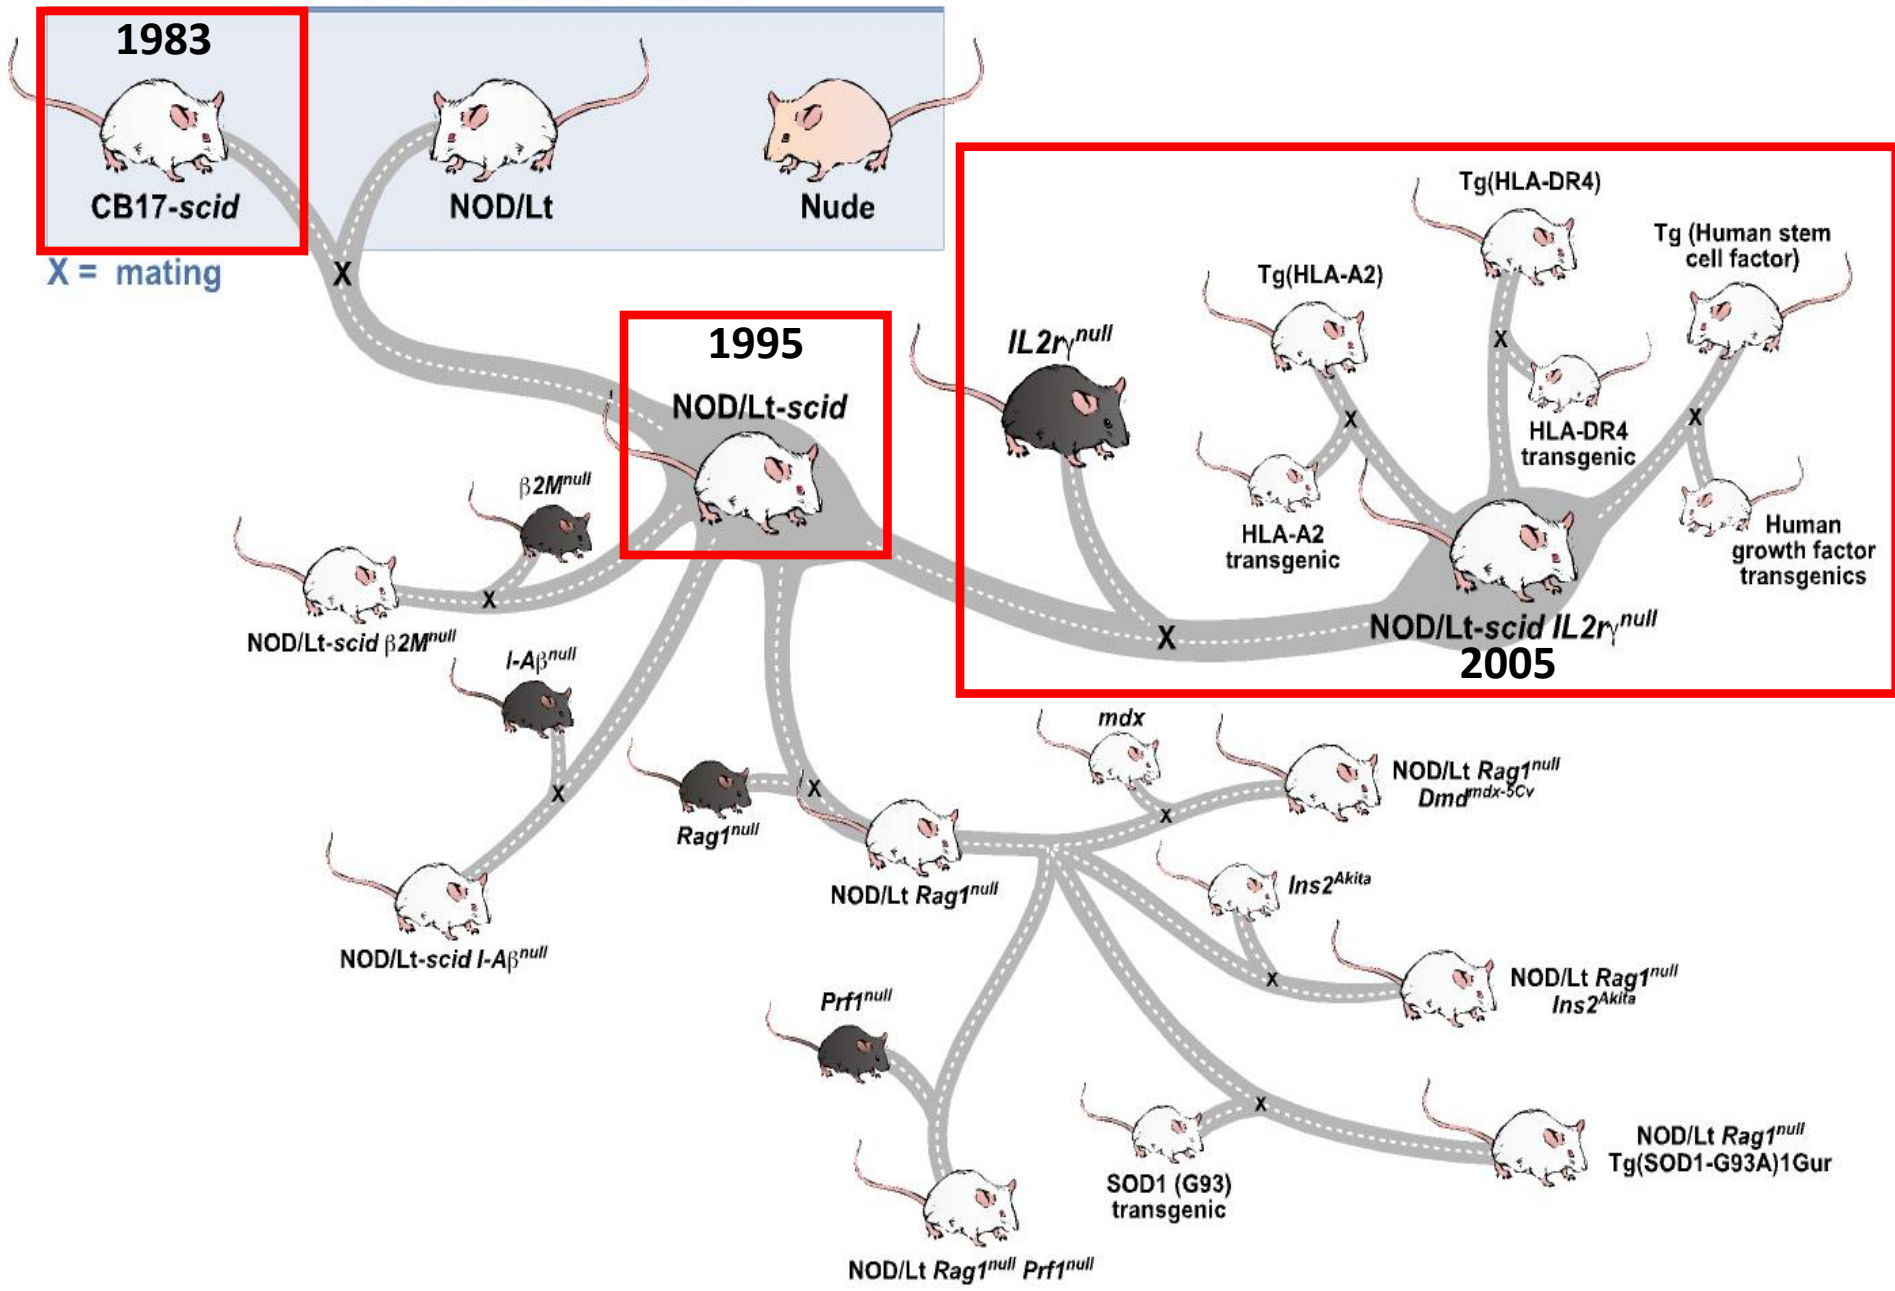 1983
CB17-scid
NOD/Lt
Nude
X = mating
X
1995
NOD/Lt-scid
IL2rγnull
Tg(HLA-A2)
Tg(HLA-DR4)
Tg (Human stem
cell factor)
X
X
X
HLA-DR4
transgenic
HLA-A2
transgenic
Human
growth factor
transgenics
X
NOD/Lt-scid IL2rγnull
2005
β2Mnull
X
NOD/Lt-scid β2Mnull
I-Aβnull
X
NOD/Lt-scid I-Aβnull
Rag1null
X
NOD/Lt Rag1null
mdx
X
NOD/Lt Rag1null
Dmdmdx-5Cv
Ins2Akita
X
NOD/Lt Rag1null
Ins2Akita
Prf1null
NOD/Lt Rag1null Prf1null
SOD1 (G93)
transgenic
X
NOD/Lt Rag1null
Tg(SOD1-G93A)1Gur